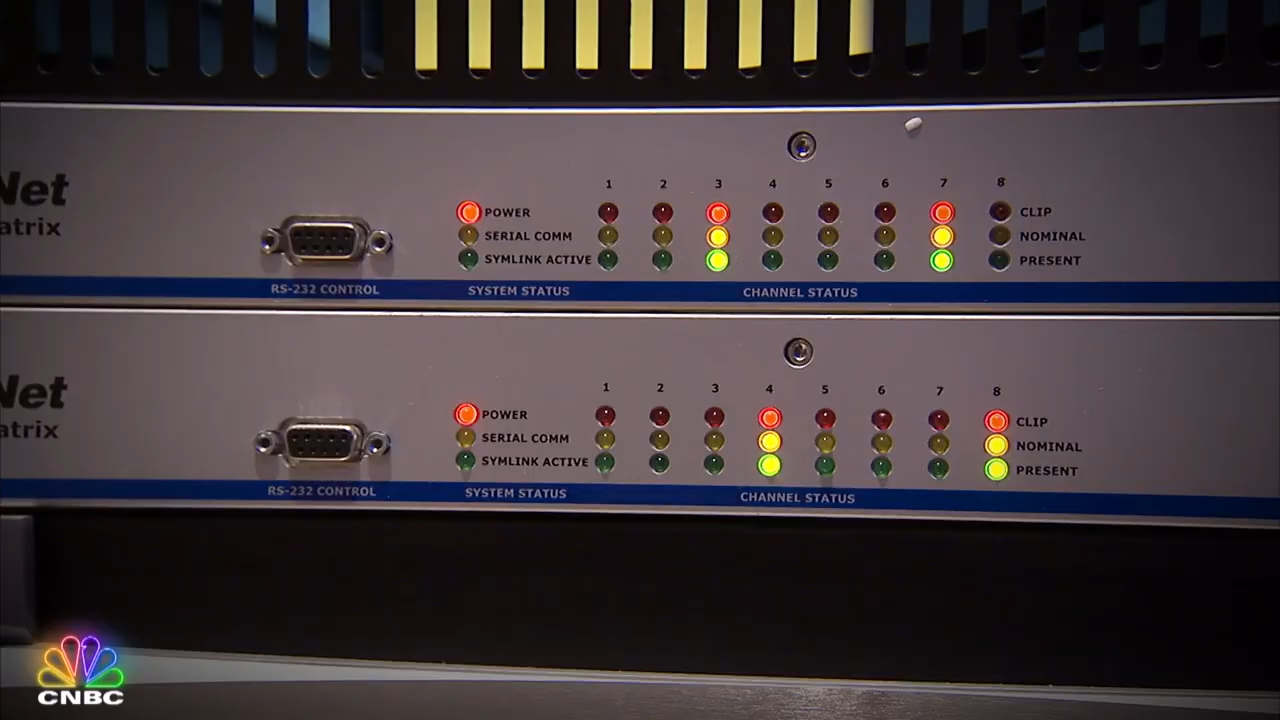 Net
atrix
1 2 3 4 5 6 7 8
POWER CLIP
SERIAL COMM NOMINAL
SYMLINK ACTIVE PRESENT
RS-232 CONTROL SYSTEM STATUS CHANNEL STATUS
Net
atrix
1 2 3 4 5 6 7 8
POWER CLIP
SERIAL COMM NOMINAL
SYMLINK ACTIVE PRESENT
RS-232 CONTROL SYSTEM STATUS CHANNEL STATUS
CNBC